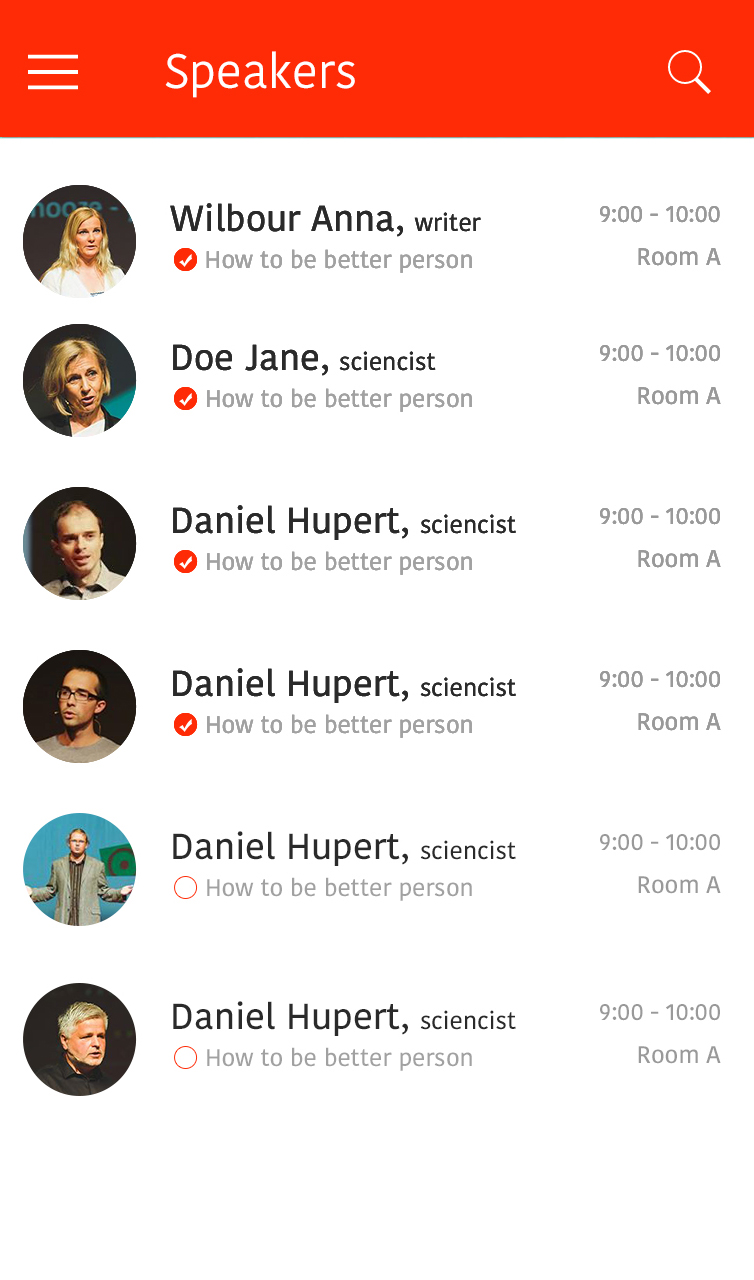 Speakers
Wilbour Anna, writer
9:00 - 10:00
How to be better person
Room A
Doe Jane, sciencist
9:00 - 10:00
How to be better person
Room A
Daniel Hupert, sciencist
9:00 - 10:00
How to be better person
Room A
Daniel Hupert, sciencist
9:00 - 10:00
How to be better person
Room A
Daniel Hupert, sciencist
9:00 - 10:00
How to be better person
Room A
Daniel Hupert, sciencist
9:00 - 10:00
How to be better person
Room A